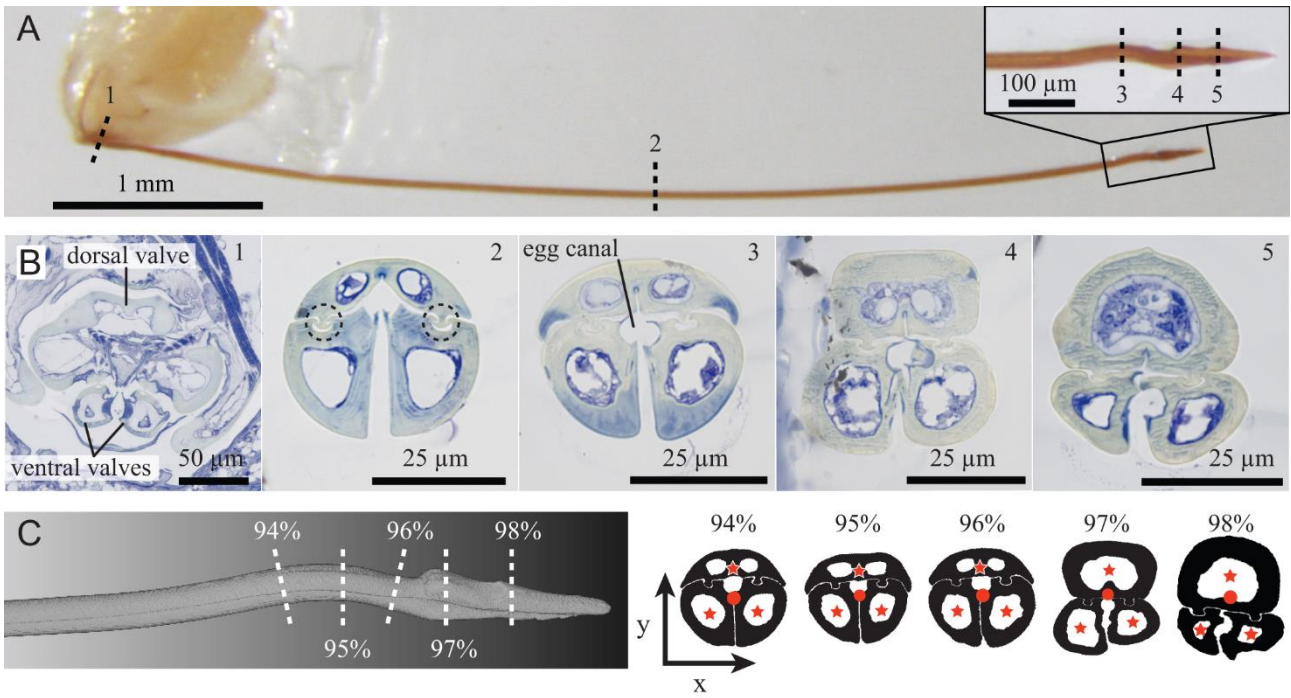 A
1
2
1 mm
100 µm
3
4
5
B
dorsal valve
1
ventral valves
50 µm
2
25 µm
egg canal
3
25 µm
4
25 µm
5
25 µm
C
94%
96%
98%
95%
97%
y
x
94%
95%
96%
97%
98%